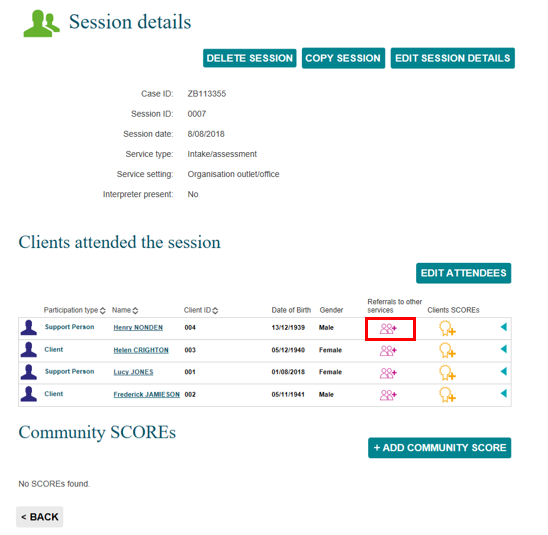 Session details
DELETE SESSION COPY SESSION EDIT SESSION DETAILS
Case ID: ZB113355
Session ID: 0007
Session date: 8/08/2018
Service type: Intake/assessment
Service setting: Organisation outlet/office
Interpreter present: No
Clients attended the session
EDIT ATTENDEES
Participation type Name Client ID Date of Birth Gender Referrals to other services Clients SCOREs
Support Person Henry NONDEN 004 13/12/1939 Male
Client Helen CRIGHTON 003 05/12/1940 Female
Support Person Lucy JONES 001 01/08/2018 Female
Client Frederick JAMIESON 002 05/11/1941 Male
Community SCOREs
+ ADD COMMUNITY SCORE
No SCOREs found.
< BACK